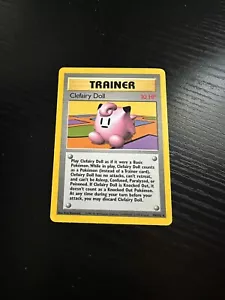 TRAINER
Clefairy Doll
Play Clefairy Doll as if it were a Basic
Pokémon. While in play, Clefairy Doll counts
as a Pokémon (instead of a Trainer card).
Clefairy Doll has no attacks, can't retreat,
and can't be Asleep, Confused, Paralyzed, or
Poisoned. If Clefairy Doll is Knocked Out, it
doesn't count as a Knocked Out Pokémon.
At any time during your turn before your
attack, you may discard Clefairy Doll.